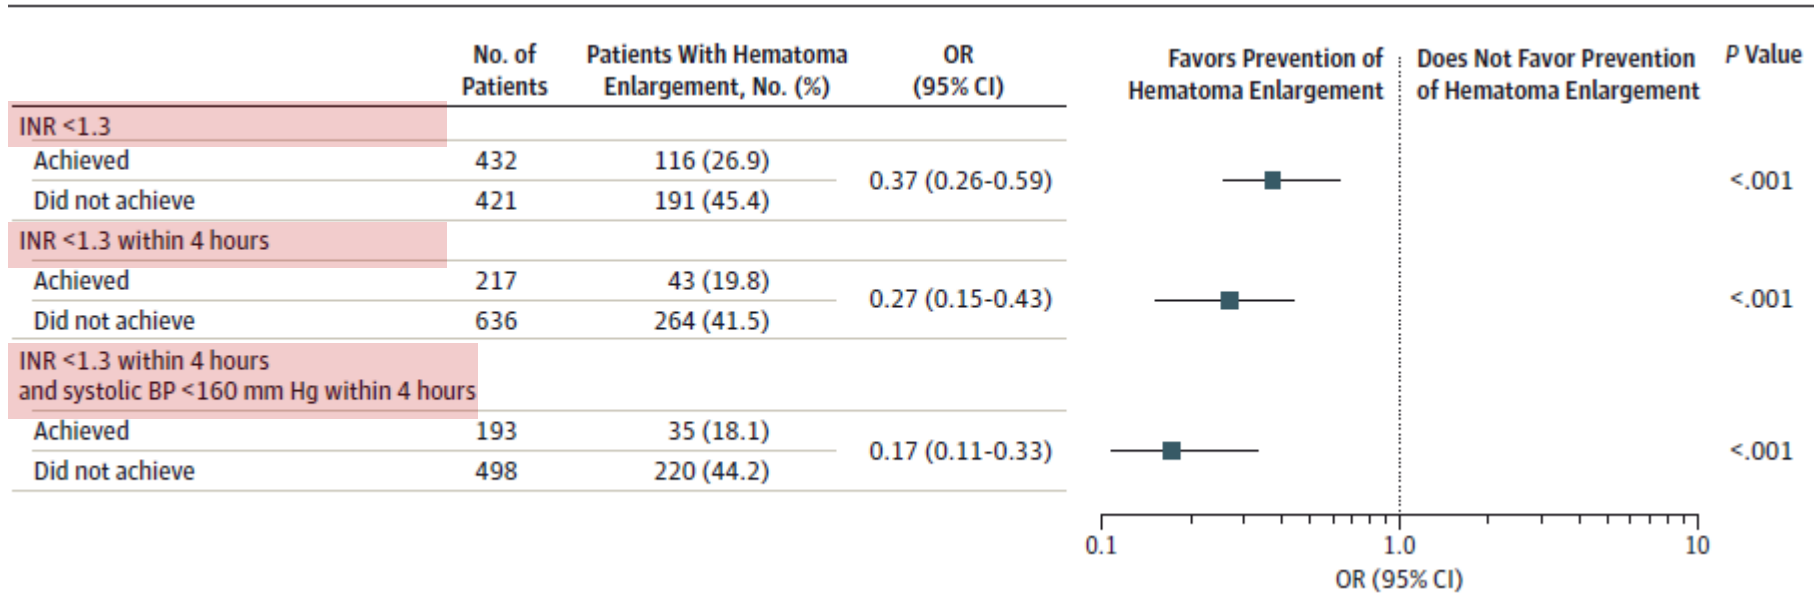 No. of Patients Patients With Hematoma Enlargement, No. (%) OR (95% CI) Favors Prevention of Hematoma Enlargement Does Not Favor Prevention of Hematoma Enlargement P Value
INR <1.3
Achieved 432 116 (26.9)
0.37 (0.26-0.59) <.001
Did not achieve 421 191 (45.4)
INR <1.3 within 4 hours
Achieved 217 43 (19.8)
0.27 (0.15-0.43) <.001
Did not achieve 636 264 (41.5)
INR <1.3 within 4 hours
and systolic BP <160 mm Hg within 4 hours
Achieved 193 35 (18.1)
0.17 (0.11-0.33) <.001
Did not achieve 498 220 (44.2)
0.1 1.0 10
OR (95% CI)